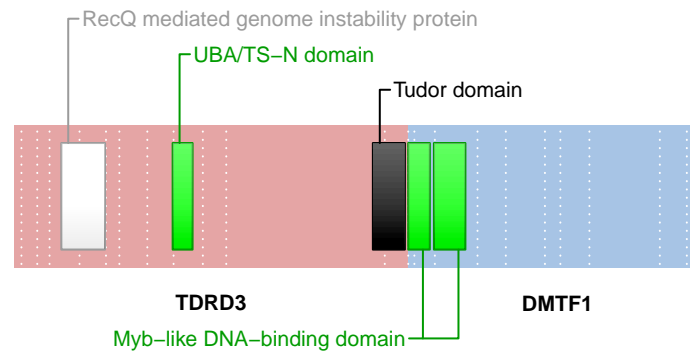 RecQ mediated genome instability protein
UBA/TS−N domain
Tudor domain
TDRD3
DMTF1
Myb−like DNA−binding domain